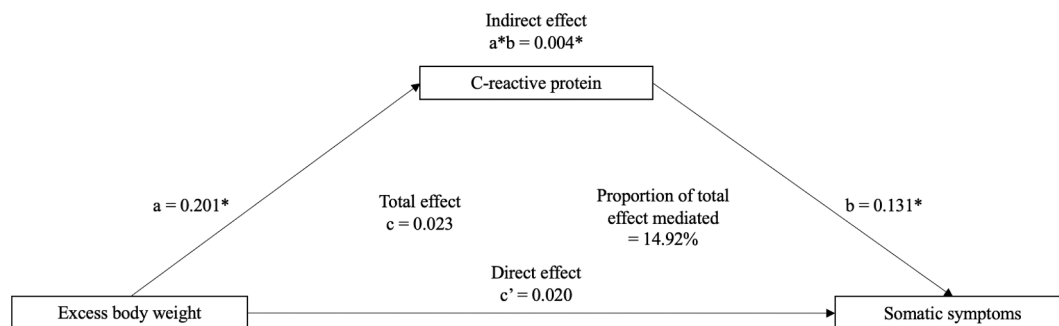 Indirect effect
a*b = 0.004*
C-reactive protein
a = 0.201*
Total effect
c = 0.023
Proportion of total
effect mediated
= 14.92%
b = 0.131*
Direct effect
c’ = 0.020
Excess body weight
Somatic symptoms